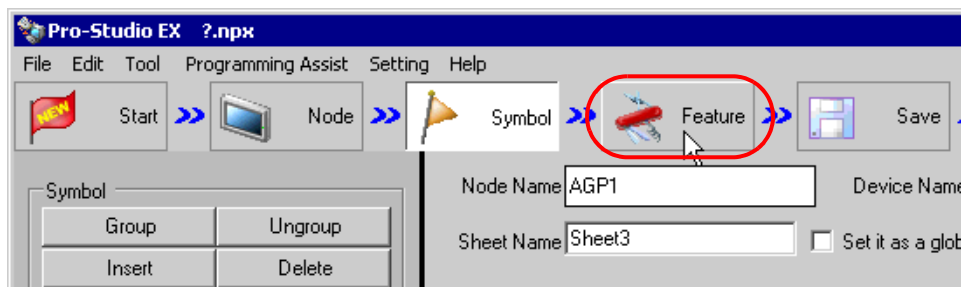 Pro-Studio EX ?.npx
File Edit Tool Programming Assist Setting Help
NEW Start Node Symbol Feature Save
Symbol
Node Name AGP1 Device Name
Group Ungroup
Sheet Name Sheet3 Set it as a glob
Insert Delete